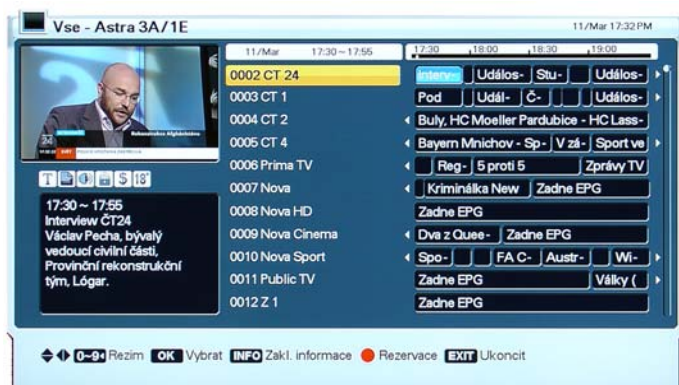 Vse - Astra 3A/1E
11/Mar 17:32 PM
11/Mar 17:30 ~ 17:55
17:30 18:00 18:30 19:00
0002 CT 24
Interv- Událos- Stu- Událos-
0003 CT 1
Pod Udál- Č- Událos-
0004 CT 2
Buly, HC Moeller Pardubice - HC Lass-
0005 CT 4
Bayern Mnichov - Sp- V zá- Sport ve
0006 Prima TV
Reg- 5 proti 5 Zprávy TV
0007 Nova
Kriminálka New Zadne EPG
0008 Nova HD
Zadne EPG
0009 Nova Cinema
Dva z Quee- Zadne EPG
0010 Nova Sport
Spo- FA C- Austr- Wi-
0011 Public TV
Zadne EPG Války (
0012 Z 1
Zadne EPG
Rekonstrukce Afghánistánu
24
T $ 18+
17:30 ~ 17:55
Interview ČT24
Václav Pecha, bývalý
vedoucí civilní části,
Provinční rekonstrukční
tým, Lógar.
0~9 Rezim OK Vybrat INFO Zakl. informace Rezervace EXIT Ukoncit